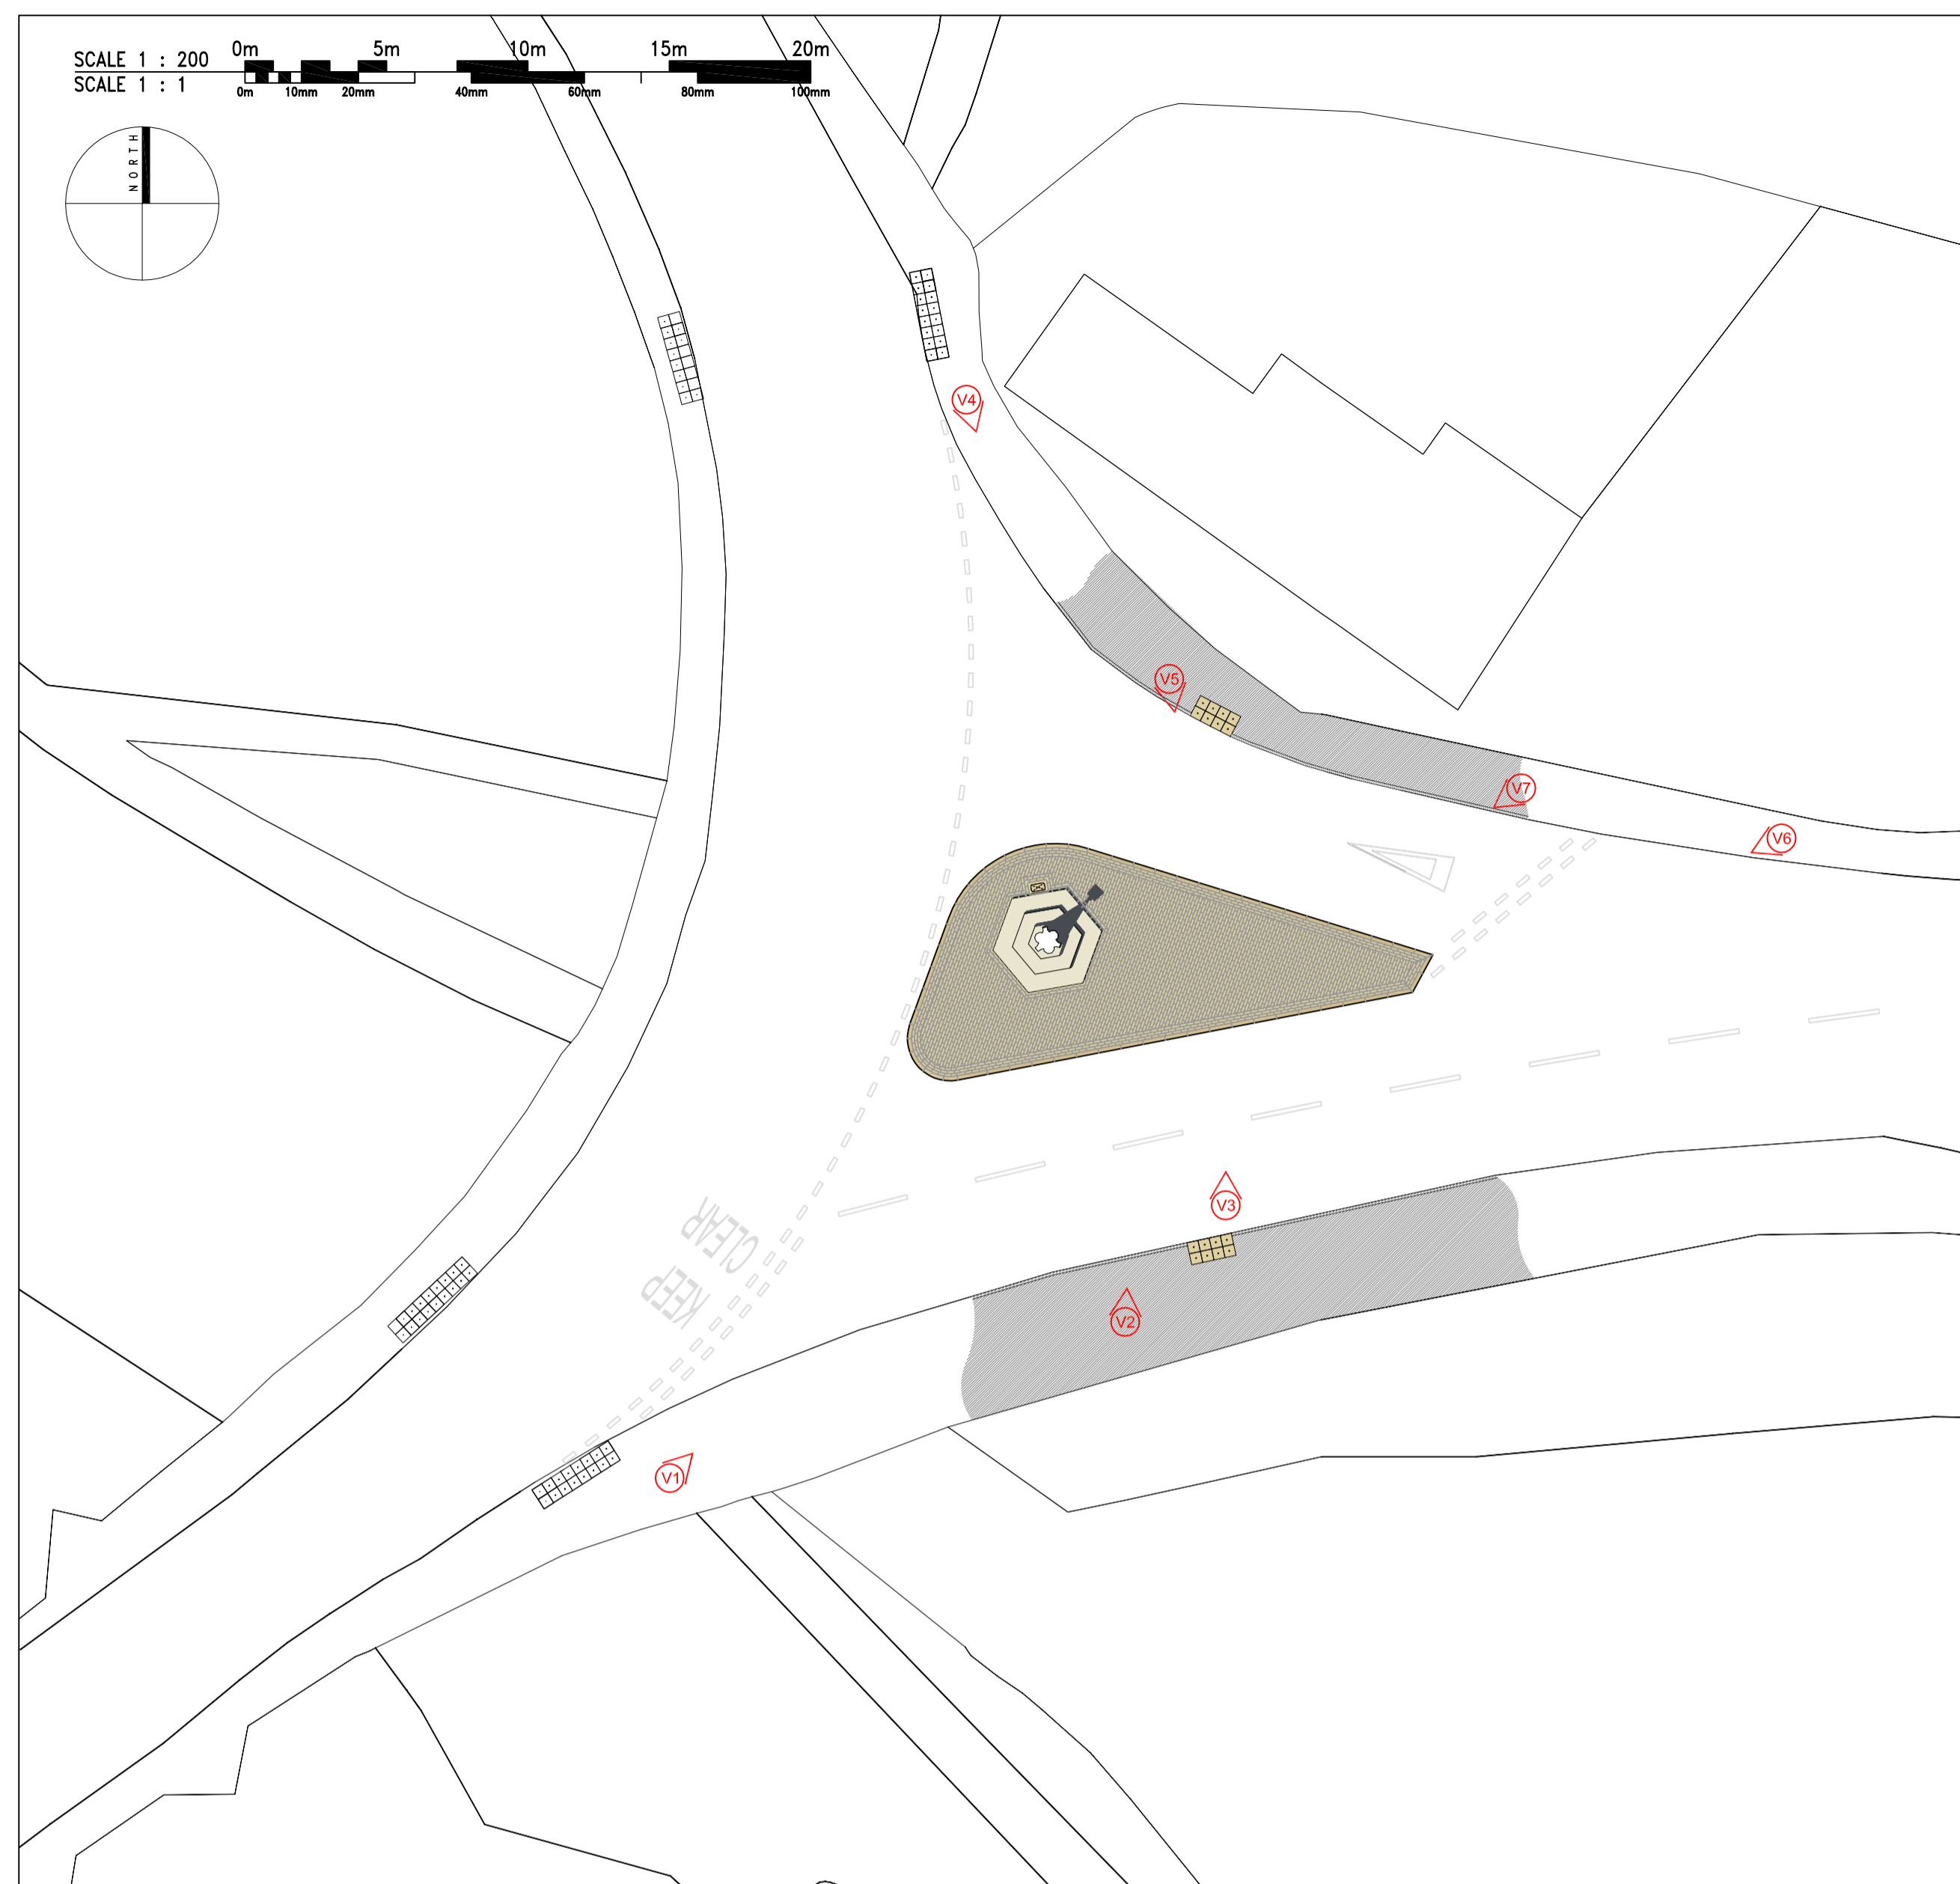 0m 5m 10m 15m 20m
SCALE 1 : 200
SCALE 1 : 1
0m 10mm 20mm 40mm 60mm 80mm 100mm
NORTH
V4
V5
V7
V6
V3
V2
V1
KEEP
CLEAR